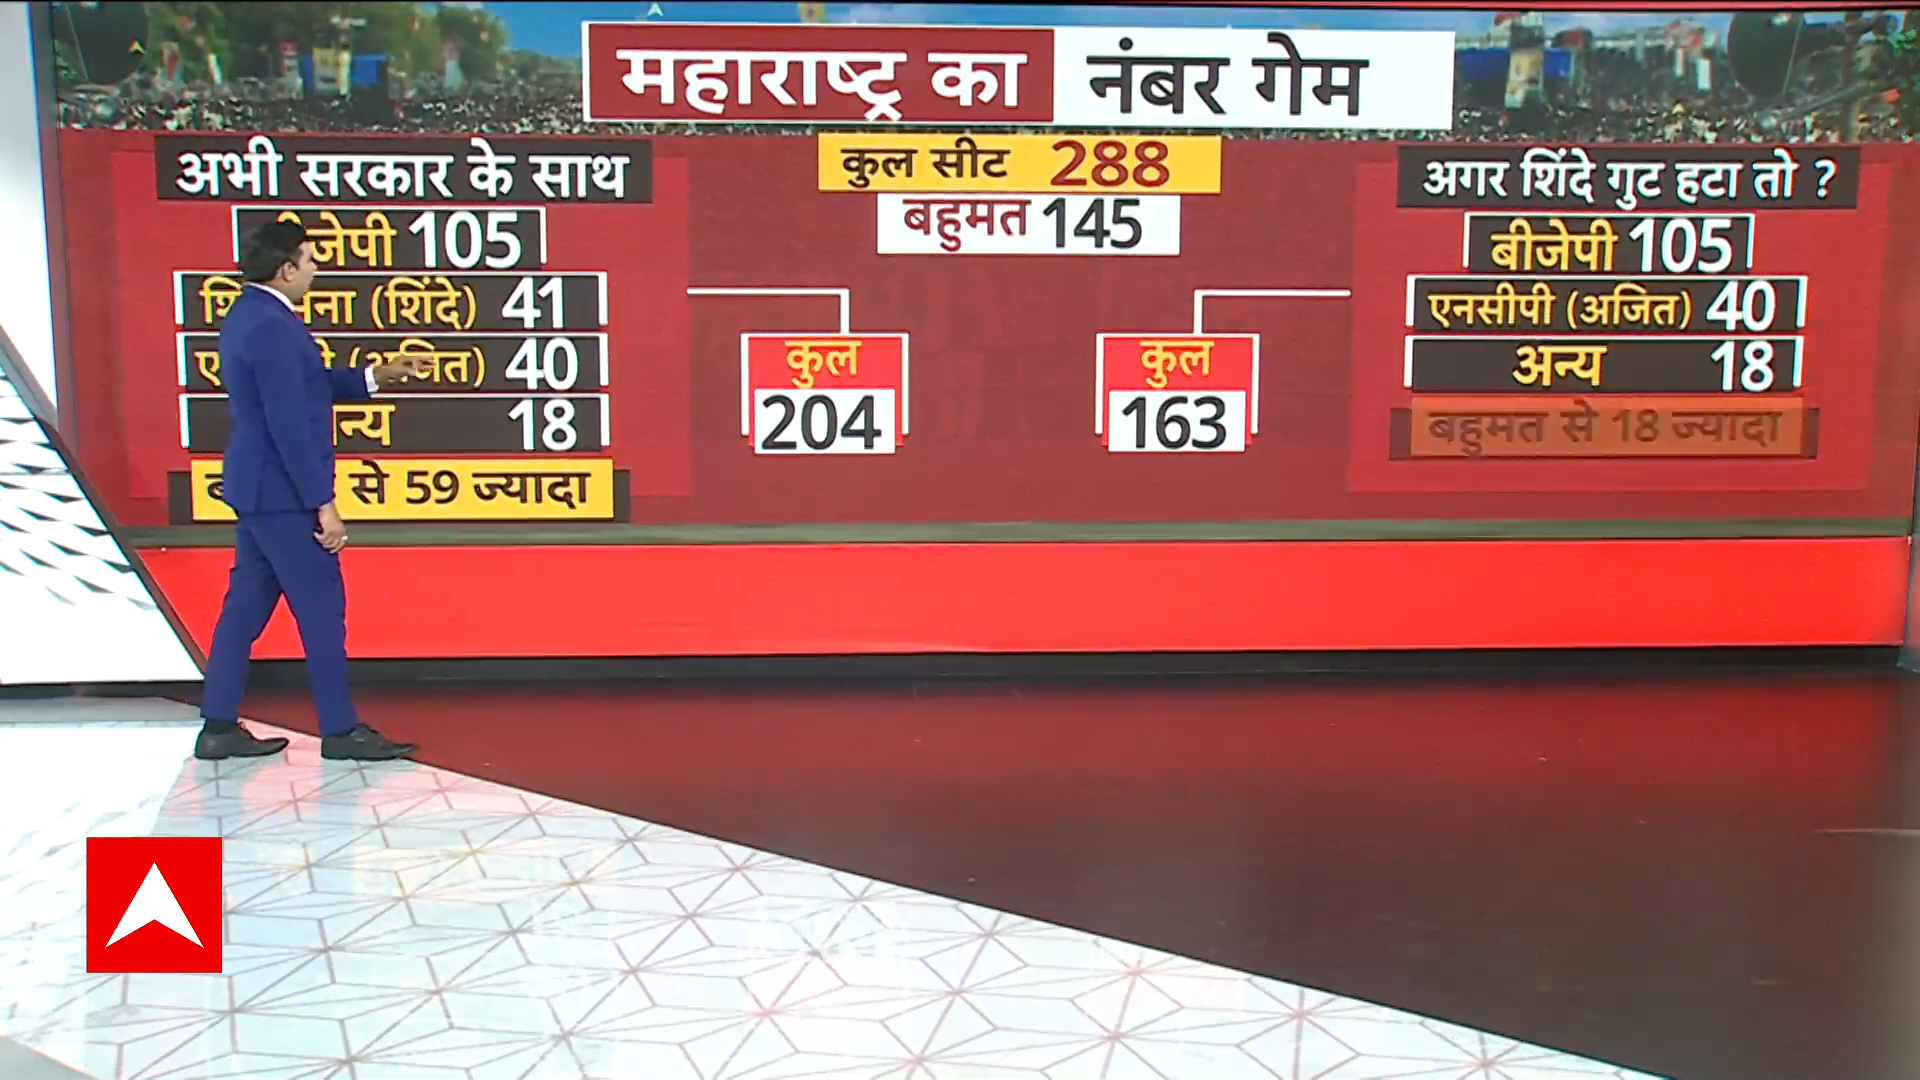 महाराष्ट्र का नंबर गेम
कुल सीट 288
बहुमत 145
अभी सरकार के साथ
जेपी 105
(शिंदे) 41
40
18
से 59 ज्यादा
कुल
204
कुल
163
अगर शिंदे गुट हटा तो ?
बीजेपी 105
एनसीपी (अजित) 40
अन्य 18
बहुमत से 18 ज्यादा